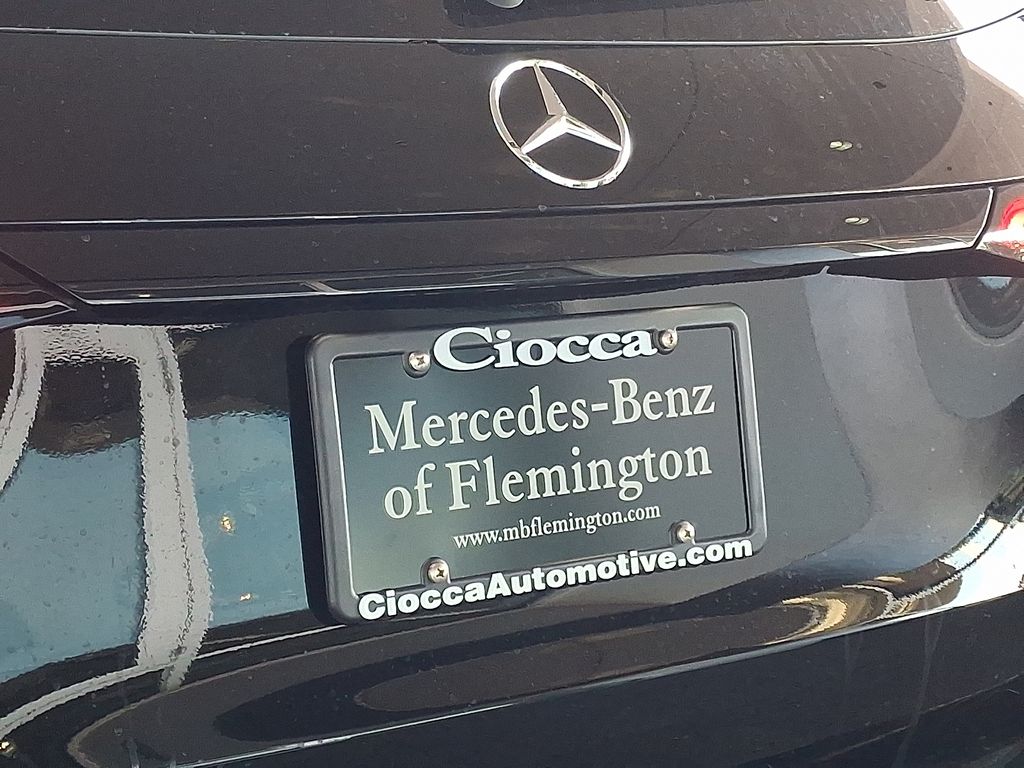 Ciocca
Mercedes-Benz
of Flemington
www.mbflemington.com
CioccaAutomotive.com